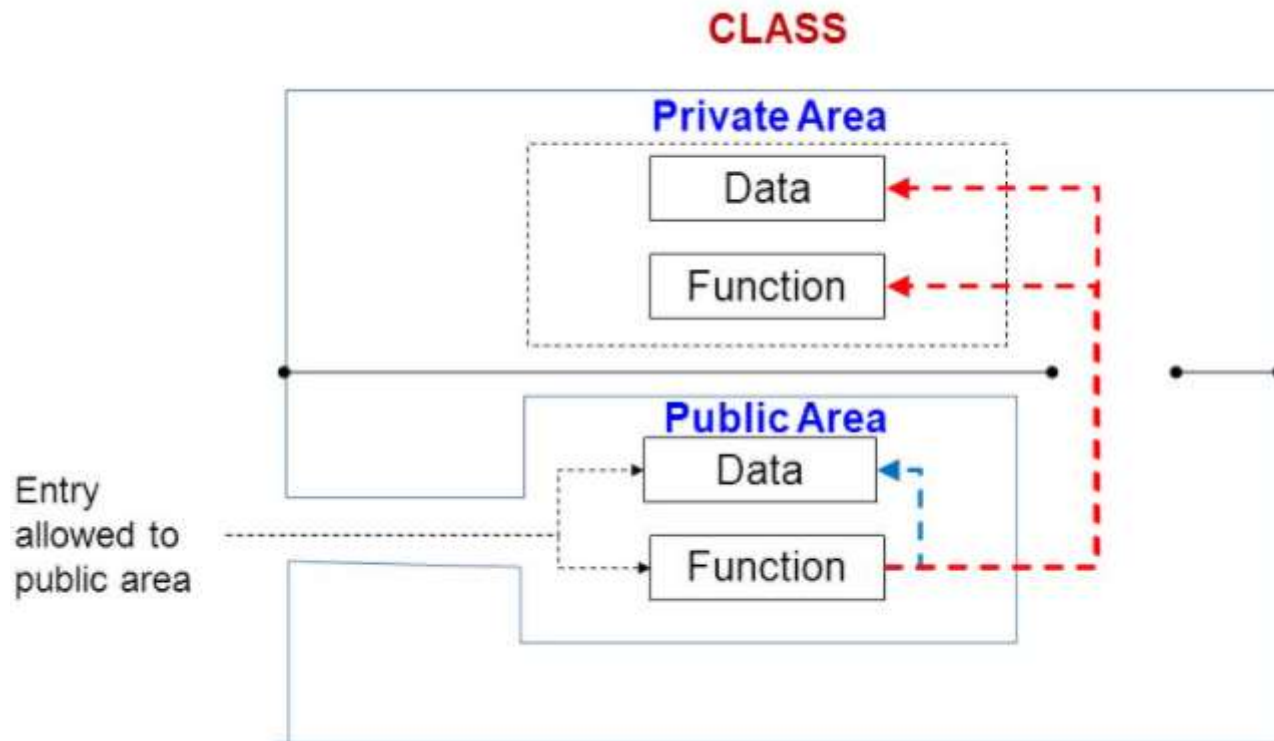 CLASS
Private Area
Data
Function
Public Area
Data
Function
Entry
allowed to
public area